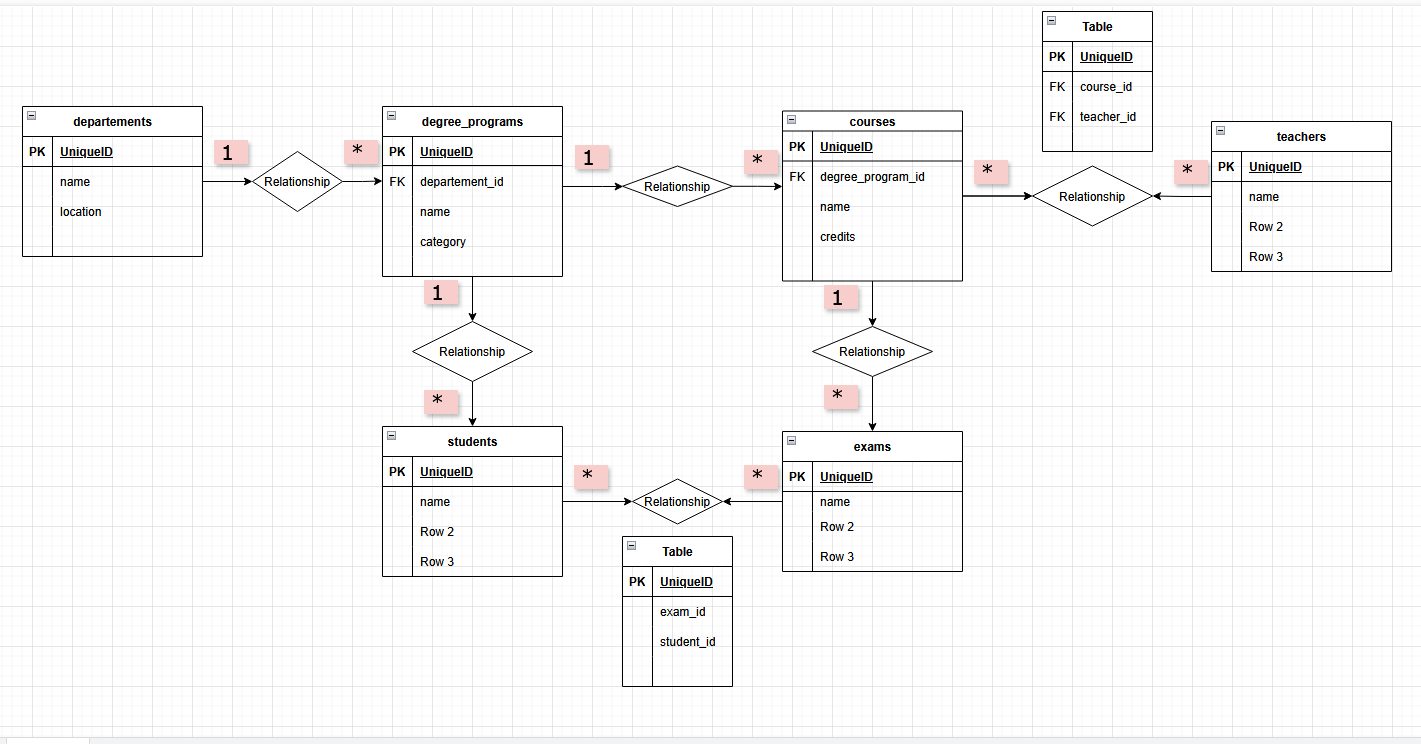 Table
PK UniqueID
FK course_id
FK teacher_id
departements
PK UniqueID
name
location
1
Relationship
*
degree_programs
PK UniqueID
FK departement_id
name
category
1
Relationship
*
courses
PK UniqueID
FK degree_program_id
name
credits
*
Relationship
*
teachers
PK UniqueID
name
Row 2
Row 3
1
Relationship
*
1
Relationship
*
students
PK UniqueID
name
Row 2
Row 3
*
Relationship
*
exams
PK UniqueID
name
Row 2
Row 3
Table
PK UniqueID
exam_id
student_id